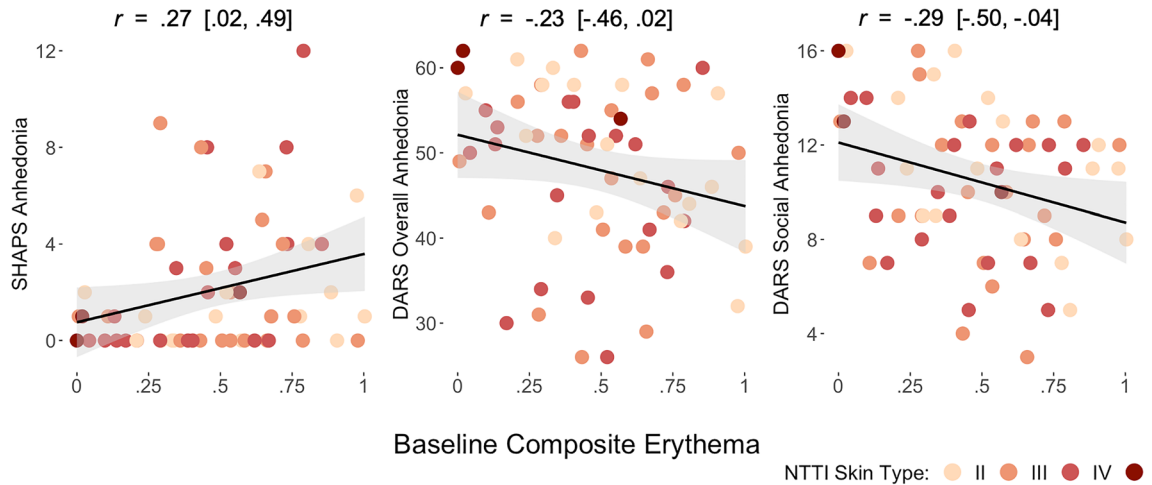 r = .27 [.02, .49]
r = -.23 [-.46, .02]
r = -.29 [-.50, -.04]
SHAPS Anhedonia
12
8
4
0
0 .25 .5 .75 1
DARS Overall Anhedonia
60
50
40
30
0 .25 .5 .75 1
DARS Social Anhedonia
16
12
8
4
0 .25 .5 .75 1
Baseline Composite Erythema
NTTI Skin Type: II III IV